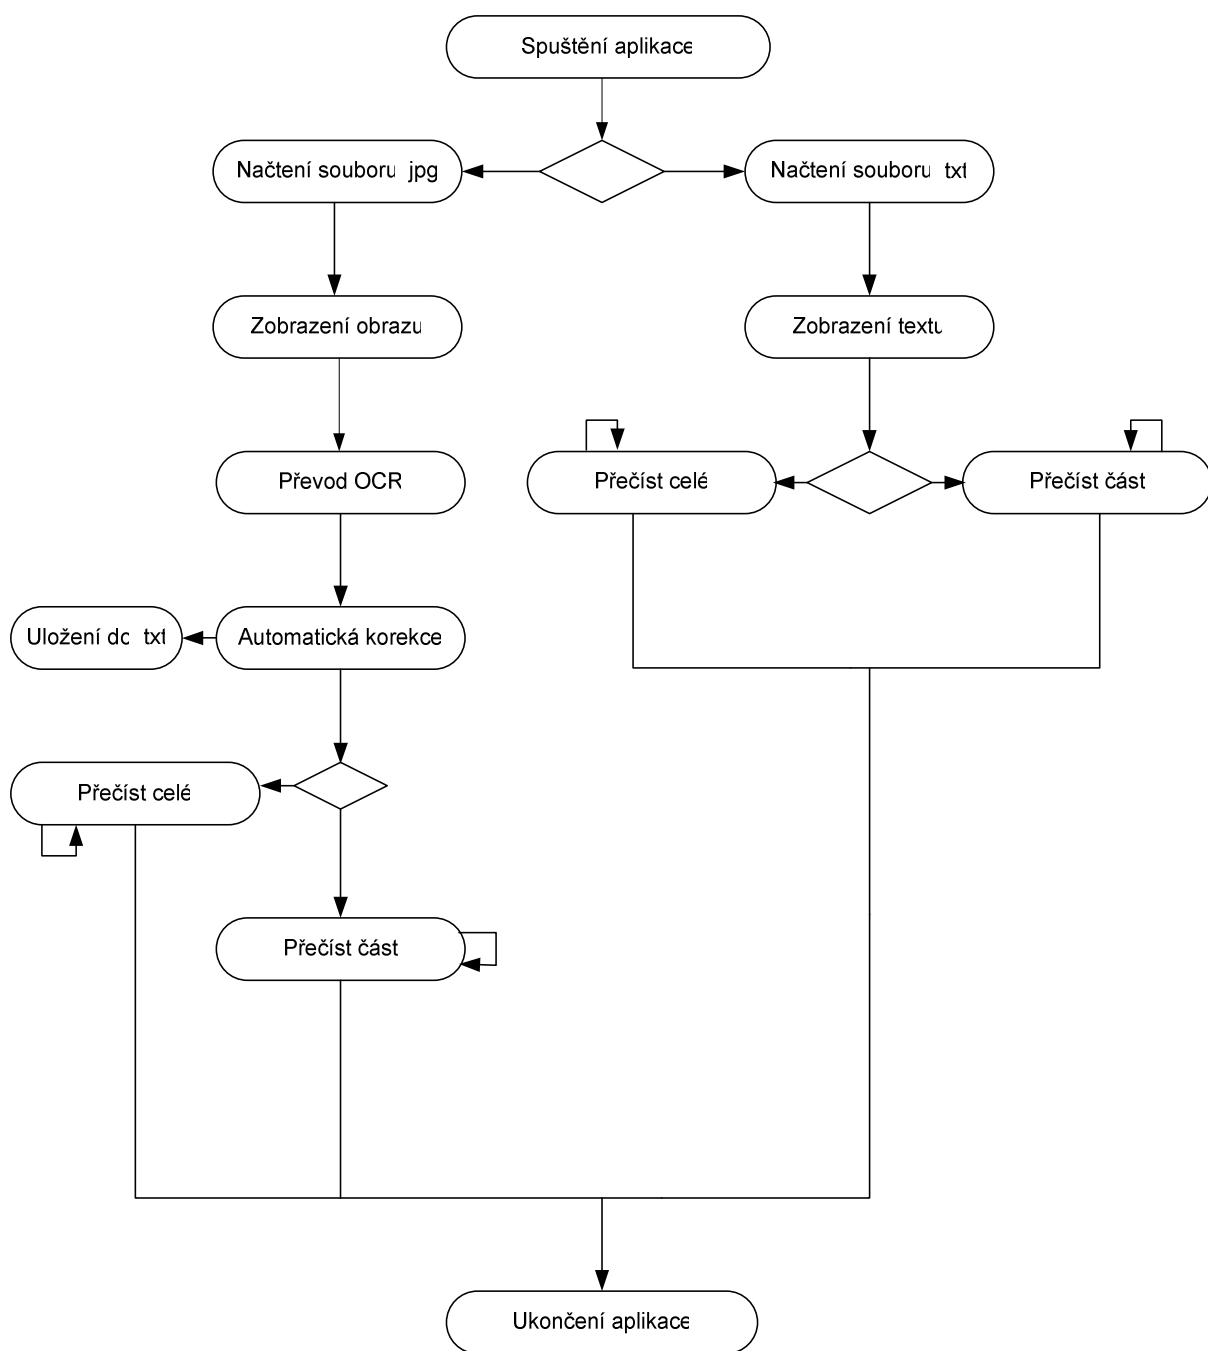 Spuštění aplikace
Načtení souboru jpg
Načtení souboru txt
Zobrazení obrazu
Zobrazení textu
Převod OCR
Přečíst celé
Přečíst část
Uložení do txt
Automatická korekce
Přečíst celé
Přečíst část
Ukončení aplikace